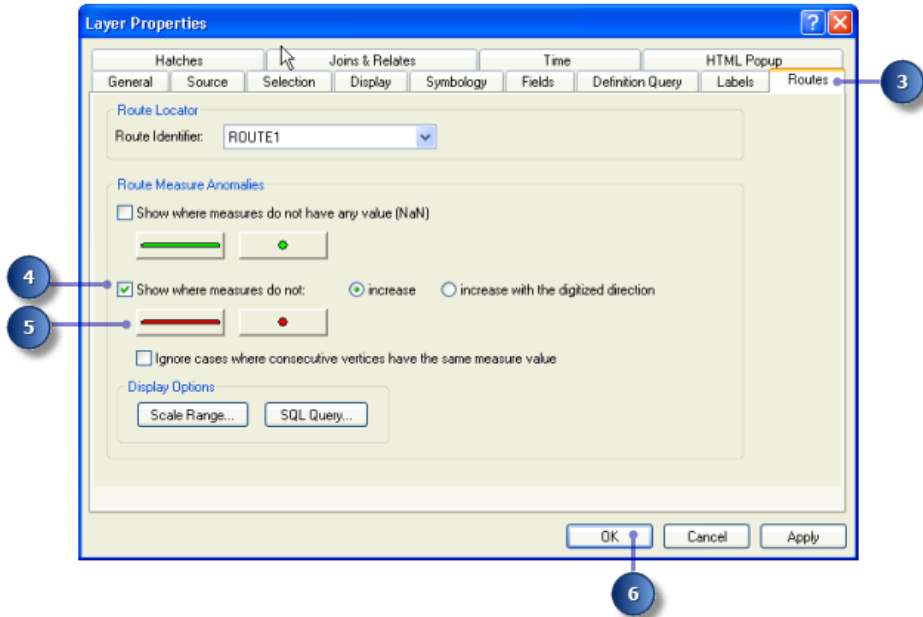 Layer Properties
Hatches Joins & Relates Time HTML Popup
General Source Selection Display Symbology Fields Definition Query Labels Routes
3
Route Locator
Route Identifier: ROUTE1
Route Measure Anomalies
Show where measures do not have any value (NaN)
4
Show where measures do not: increase increase with the digitized direction
5
Ignore cases where consecutive vertices have the same measure value
Display Options
Scale Range... SQL Query...
OK Cancel Apply
6